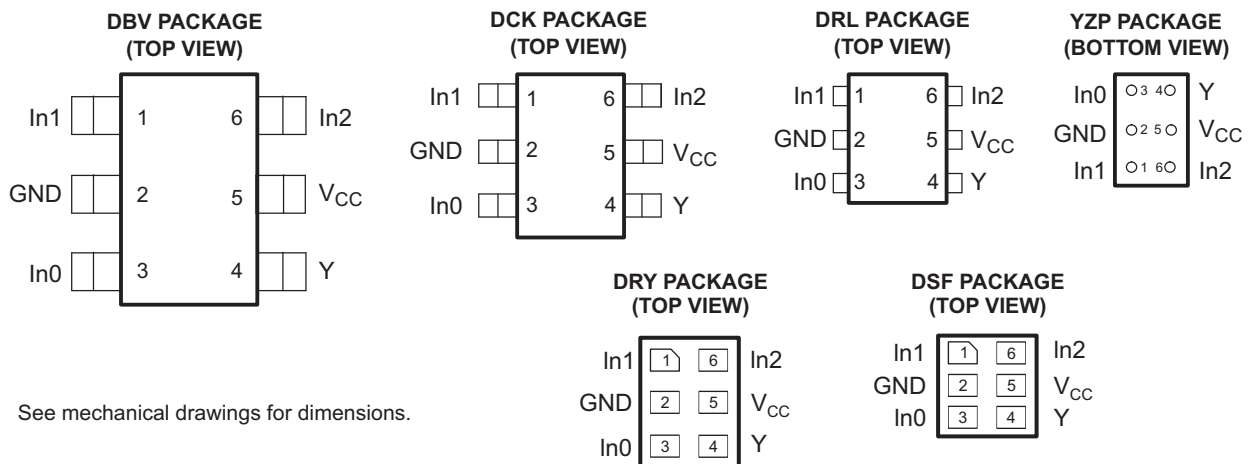 DBV PACKAGE
(TOP VIEW)
In1 1 6 In2
GND 2 5 VCC
In0 3 4 Y
DCK PACKAGE
(TOP VIEW)
In1 1 6 In2
GND 2 5 VCC
In0 3 4 Y
DRL PACKAGE
(TOP VIEW)
In1 1 6 In2
GND 2 5 VCC
In0 3 4 Y
YZP PACKAGE
(BOTTOM VIEW)
In0 3 4 Y
GND 2 5 VCC
In1 1 6 In2
DRY PACKAGE
(TOP VIEW)
In1 1 6 In2
GND 2 5 VCC
In0 3 4 Y
DSF PACKAGE
(TOP VIEW)
In1 1 6 In2
GND 2 5 VCC
In0 3 4 Y
See mechanical drawings for dimensions.